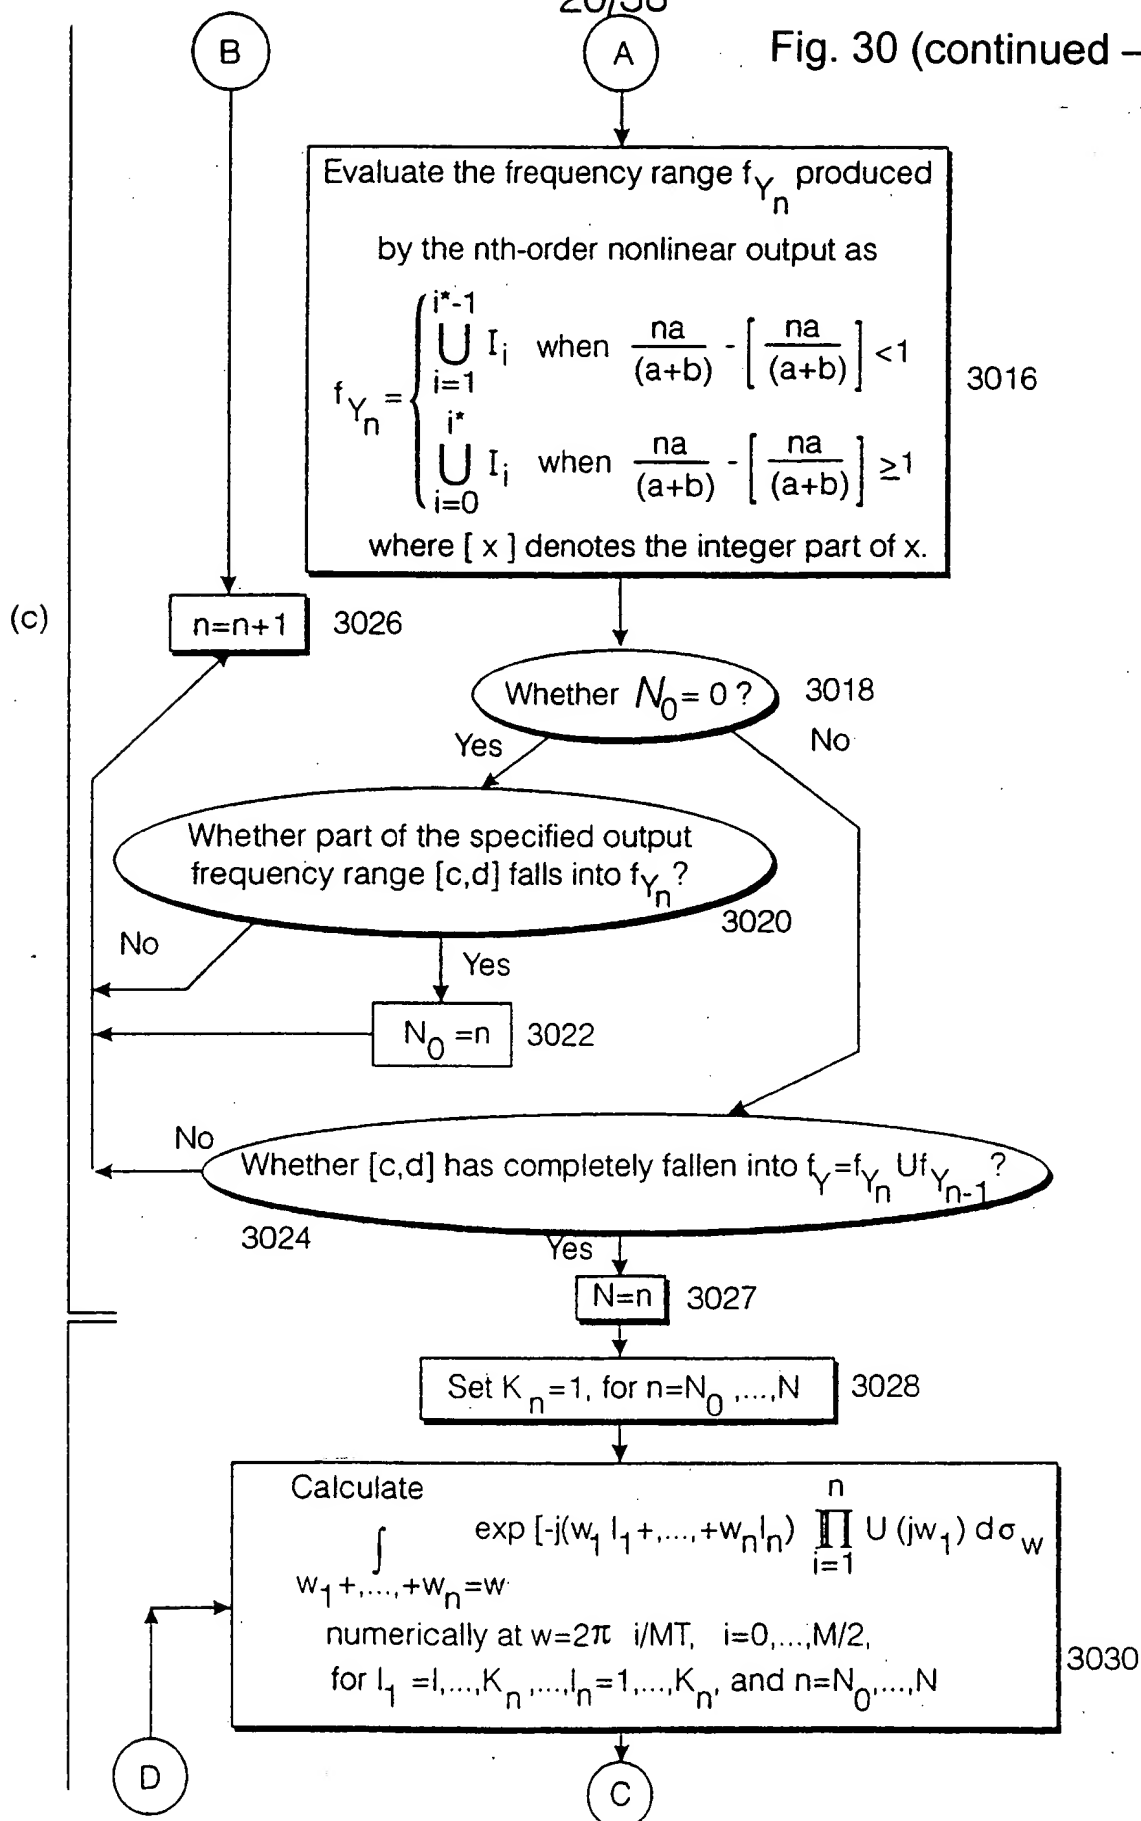 20/38
Fig. 30 (continued –
B
A
Evaluate the frequency range f_{Y_n} produced
by the nth-order nonlinear output as
f_{Y_n} = { ⋃_{i=1}^{i*-1} I_i when na/(a+b) - [na/(a+b)] <1
⋃_{i=0}^{i*} I_i when na/(a+b) - [na/(a+b)] ≥1
where [ x ] denotes the integer part of x.
3016
(c)
n=n+1
3026
Whether N_0 = 0 ?
3018
Yes
No
Whether part of the specified output
frequency range [c,d] falls into f_{Y_n}?
3020
No
Yes
N_0 =n
3022
No
Whether [c,d] has completely fallen into f_Y=f_{Y_n} U f_{Y_{n-1}} ?
3024
Yes
N=n
3027
Set K_n=1, for n=N_0 ,...,N
3028
Calculate
∫_{w_1+,...,+w_n=w} exp [-j(w_1 l_1+,...,+w_n l_n) ∏_{i=1}^{n} U (jw_1) dσ_w
numerically at w=2π i/MT, i=0,...,M/2,
for l_1 =l,...,K_n ,...,l_n=1,...,K_n, and n=N_0,...,N
3030
D
C